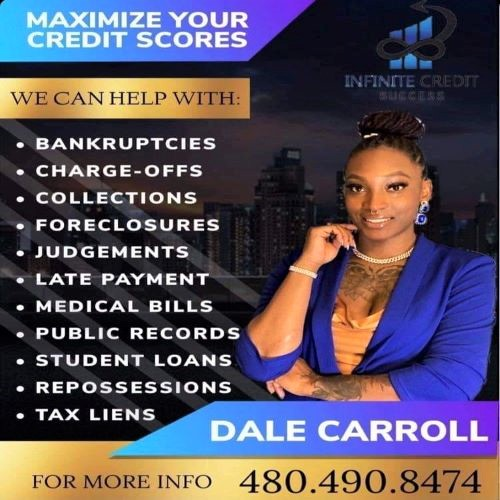 MAXIMIZE YOUR
CREDIT SCORES
INFINITE CREDIT
SUCCESS
WE CAN HELP WITH:
• BANKRUPTCIES
• CHARGE-OFFS
• COLLECTIONS
• FORECLOSURES
• JUDGEMENTS
• LATE PAYMENT
• MEDICAL BILLS
• PUBLIC RECORDS
• STUDENT LOANS
• REPOSSESSIONS
• TAX LIENS
DALE CARROLL
FOR MORE INFO 480.490.8474